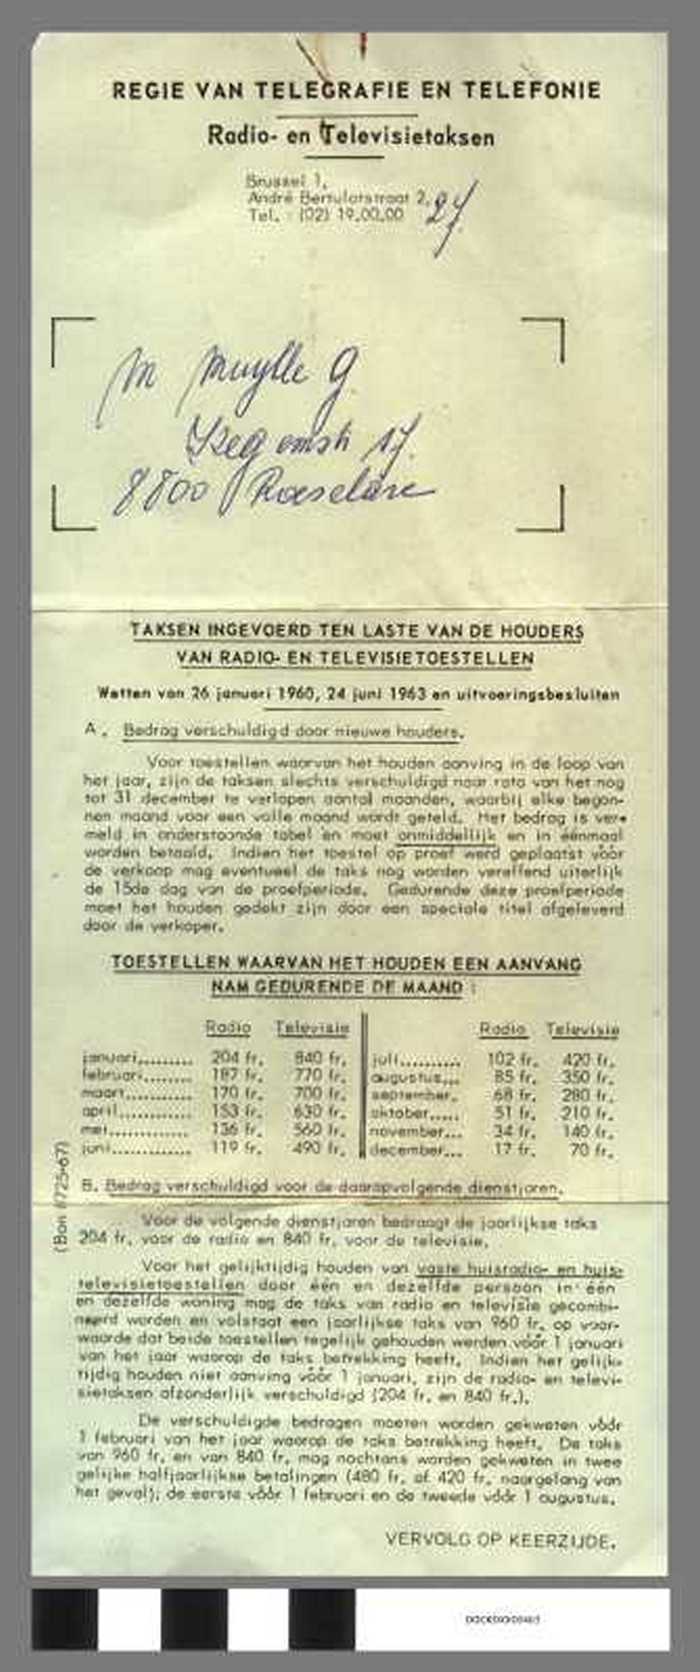 REGIE VAN TELEGRAFIE EN TELEFONIE
Radio- en Televisietaksen
Brussel 1,
André Bertulotstraat 2,
Tel. : (02) 19.00.00
27
M Muylle G
17
8800 Roeselare
TAKSEN INGEVOERD TEN LASTE VAN DE HOUDERS
VAN RADIO- EN TELEVISIETOESTELLEN
Wetten van 26 januari 1960, 24 juni 1963 en uitvoeringsbesluiten
A. Bedrag verschuldigd door nieuwe houders.
Voor toestellen waarvan het houden aanving in de loop van
het jaar, zijn de taksen slechts verschuldigd naar rata van het nog
tot 31 december te verlopen aantal maanden, waarbij elke begon-
nen maand voor een volle maand wordt geteld. Het bedrag is ver-
meld in onderstaande tabel en moet onmiddellijk en in éénmaal
worden betaald. Indien het toestel op proef werd geplaatst vóór
de verkoop mag eventueel de taks nog worden vereffend uiterlijk
de 15de dag van de proefperiode. Gedurende deze proefperiode
moet het houden gedekt zijn door een speciale titel afgeleverd
door de verkoper.
TOESTELLEN WAARVAN HET HOUDEN EEN AANVANG
NAM GEDURENDE DE MAAND :
Radio Televisie Radio Televisie
januari......... 204 fr. 840 fr. juli.......... 102 fr. 420 fr.
februari........ 187 fr. 770 fr. augustus... 85 fr. 350 fr.
maart........... 170 fr. 700 fr. september. 68 fr. 280 fr.
april............ 153 fr. 630 fr. oktober..... 51 fr. 210 fr.
mei............. 136 fr. 560 fr. november... 34 fr. 140 fr.
juni............. 119 fr. 490 fr. december... 17 fr. 70 fr.
B. Bedrag verschuldigd voor de daaropvolgende dienstjaren.
Voor de volgende dienstjaren bedraagt de jaarlijkse taks
204 fr. voor de radio en 840 fr. voor de televisie.
Voor het gelijktijdig houden van vaste huisradio- en huis-
televisietoestellen door één en dezelfde persoon in één
en dezelfde woning mag de taks van radio en televisie gecombi-
neerd worden en volstaat een jaarlijkse taks van 960 fr. op voor-
waarde dat beide toestellen tegelijk gehouden werden vóór 1 januari
van het jaar waarop de taks betrekking heeft. Indien het gelijk-
tijdig houden niet aanving vóór 1 januari, zijn de radio- en televi-
sietaksen afzonderlijk verschuldigd (204 fr. en 840 fr.).
De verschuldigde bedragen moeten worden gekweten vóór
1 februari van het jaar waarop de taks betrekking heeft. De taks
van 960 fr. en van 840 fr. mag nochtans worden gekweten in twee
gelijke halfjaarlijkse betalingen (480 fr. of 420 fr. naargelang van
het geval); de eerste vóór 1 februari en de tweede vóór 1 augustus.
VERVOLG OP KEERZIJDE.